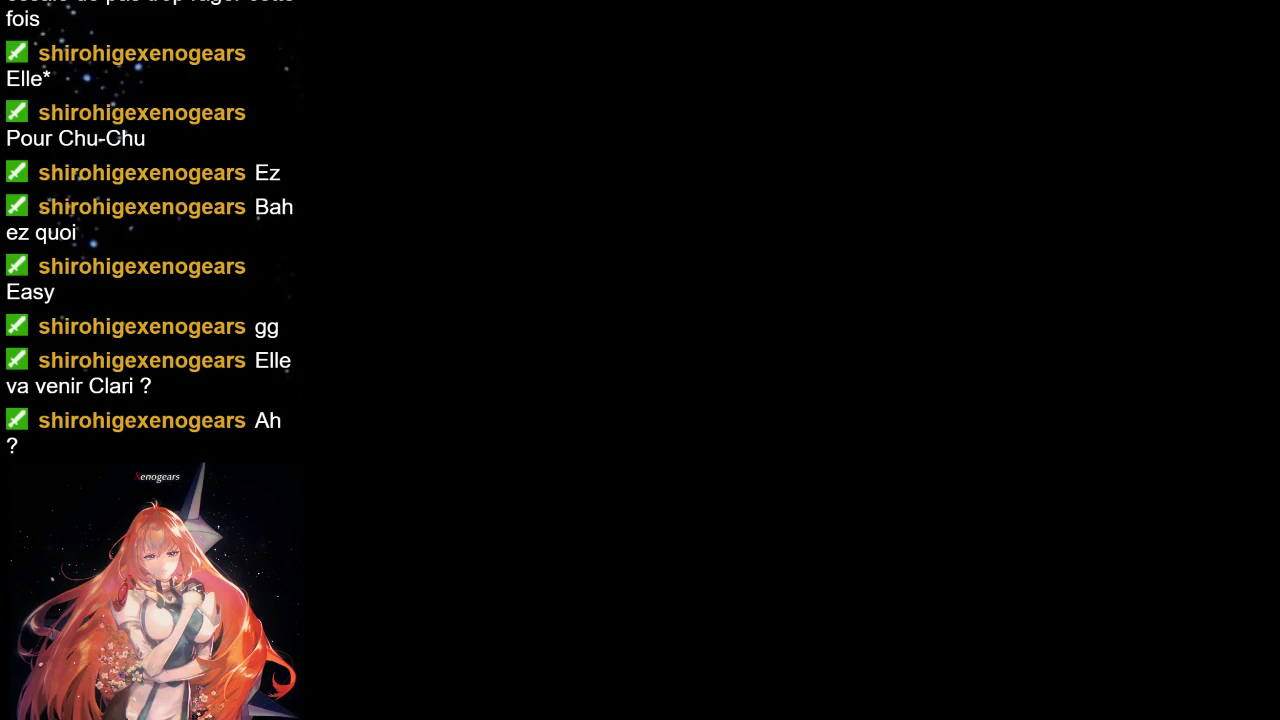 fois
shirohigexenogears
Elle*
shirohigexenogears
Pour Chu-Chu
shirohigexenogears Ez
shirohigexenogears Bah
ez quoi
shirohigexenogears
Easy
shirohigexenogears gg
shirohigexenogears Elle
va venir Clari ?
shirohigexenogears Ah
?
Xenogears